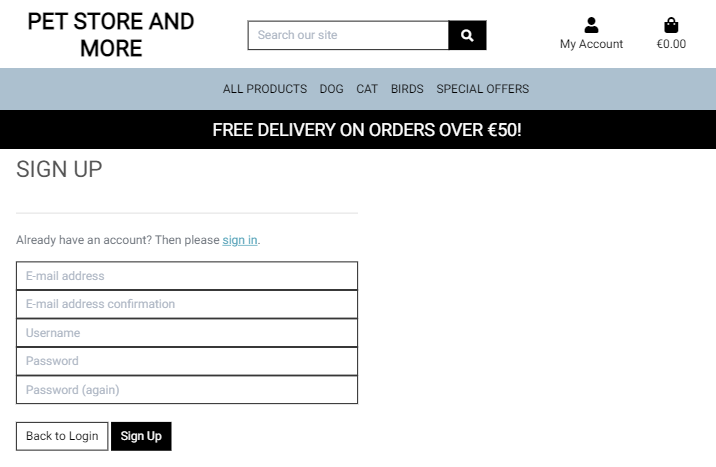 PET STORE AND
MORE
Search our site
My Account
€0.00
ALL PRODUCTS DOG CAT BIRDS SPECIAL OFFERS
FREE DELIVERY ON ORDERS OVER €50!
SIGN UP
Already have an account? Then please sign in.
E-mail address
E-mail address confirmation
Username
Password
Password (again)
Back to Login Sign Up